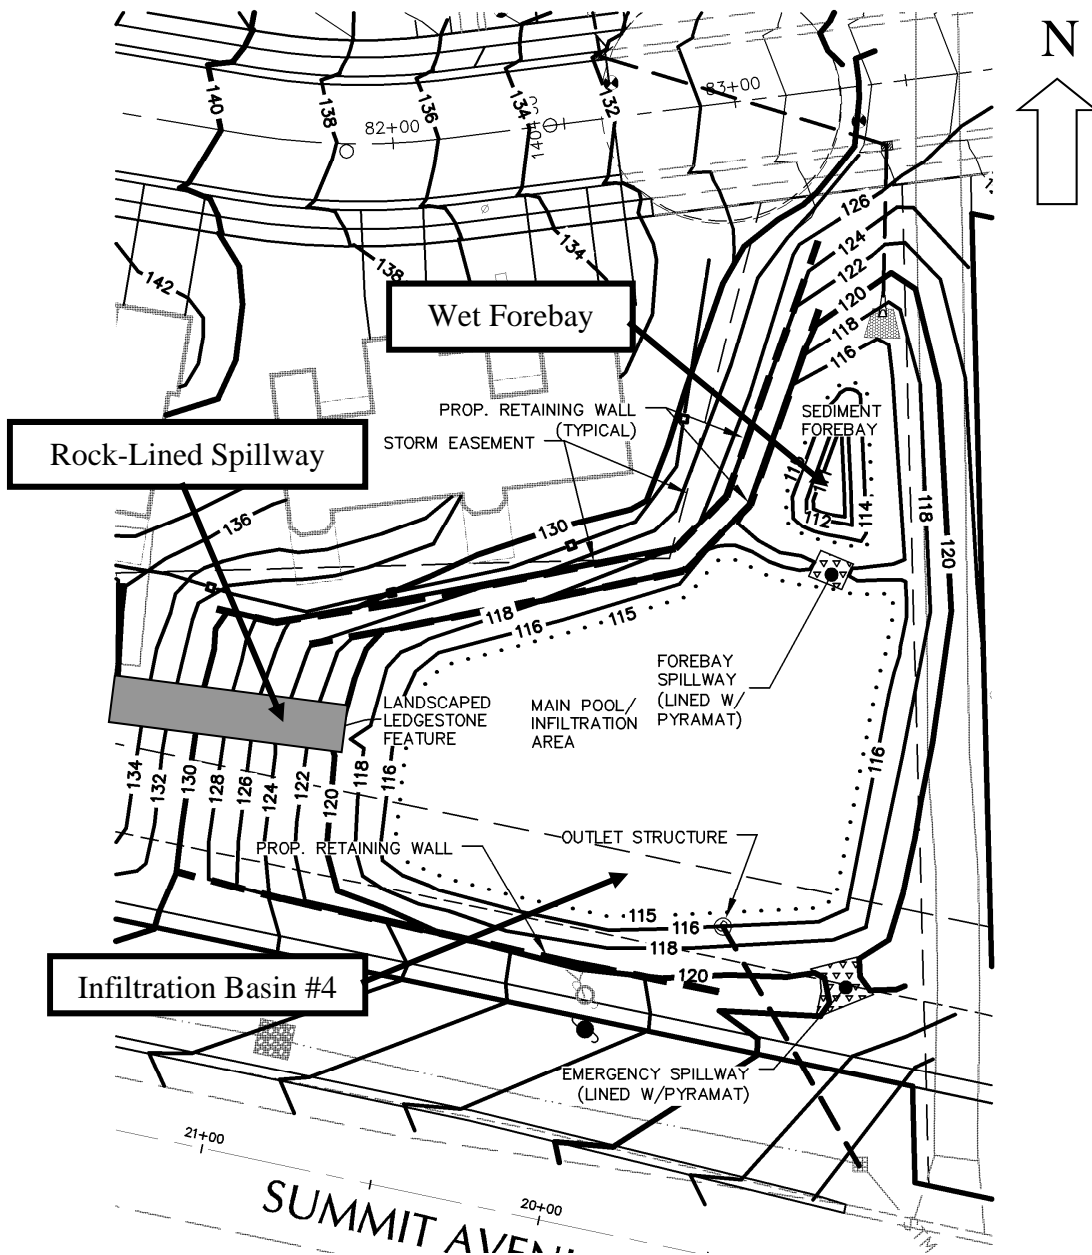 N
140
138
136
134
132
82+00
83+00
140+00
126
124
122
120
118
116
134
138
142
Wet Forebay
PROP. RETAINING WALL
(TYPICAL)
STORM EASEMENT
SEDIMENT
FOREBAY
Rock-Lined Spillway
136
130
112
114
118
120
118
116
115
FOREBAY
SPILLWAY
(LINED W/
PYRAMAT)
LANDSCAPED
LEDGESTONE
FEATURE
MAIN POOL/
INFILTRATION
AREA
134
132
130
128
126
124
122
120
118
116
116
PROP. RETAINING WALL
OUTLET STRUCTURE
115
116
118
120
Infiltration Basin #4
EMERGENCY SPILLWAY
(LINED W/PYRAMAT)
21+00
20+00
SUMMIT